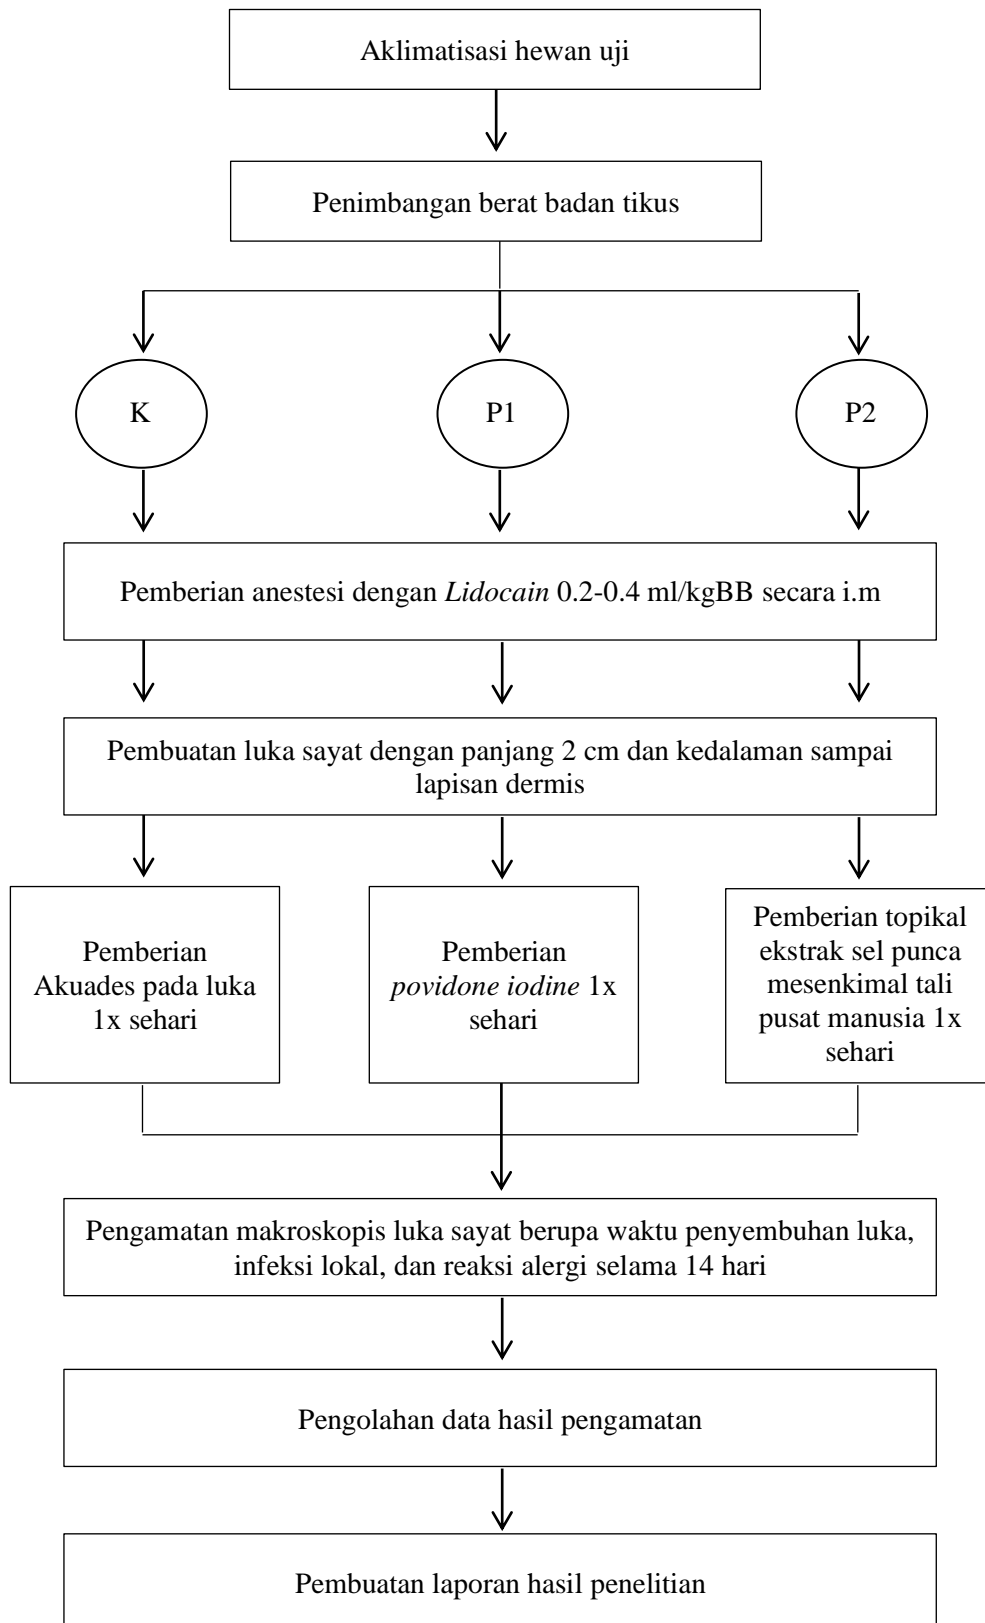 Aklimatisasi hewan uji
Penimbangan berat badan tikus
K
P1
P2
Pemberian anestesi dengan Lidocain 0.2-0.4 ml/kgBB secara i.m
Pembuatan luka sayat dengan panjang 2 cm dan kedalaman sampai
lapisan dermis
Pemberian
Akuades pada luka
1x sehari
Pemberian
povidone iodine 1x
sehari
Pemberian topikal
ekstrak sel punca
mesenkimal tali
pusat manusia 1x
sehari
Pengamatan makroskopis luka sayat berupa waktu penyembuhan luka,
infeksi lokal, dan reaksi alergi selama 14 hari
Pengolahan data hasil pengamatan
Pembuatan laporan hasil penelitian